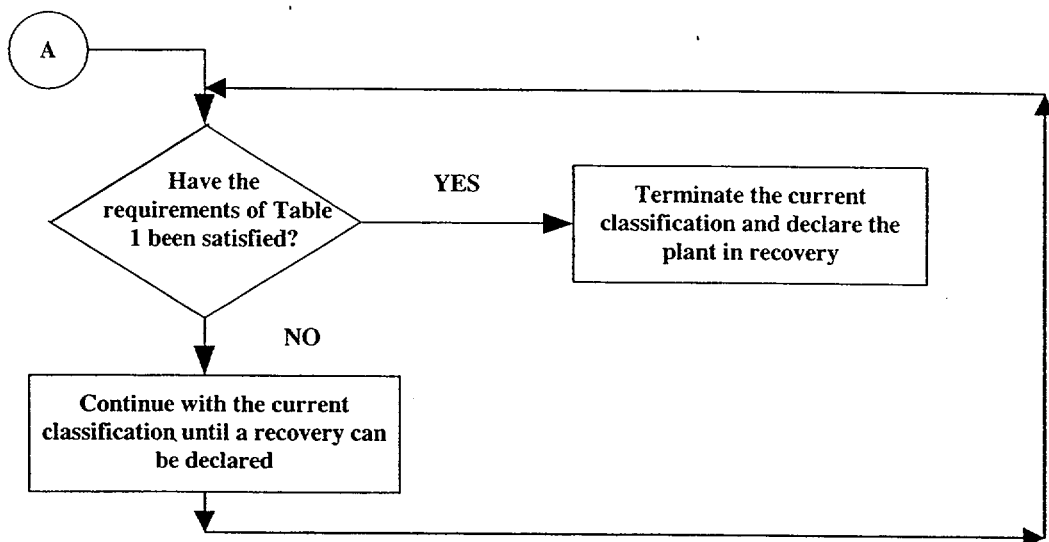 A
Have the
requirements of Table
1 been satisfied?
YES
Terminate the current
classification and declare the
plant in recovery
NO
Continue with the current
classification until a recovery can
be declared